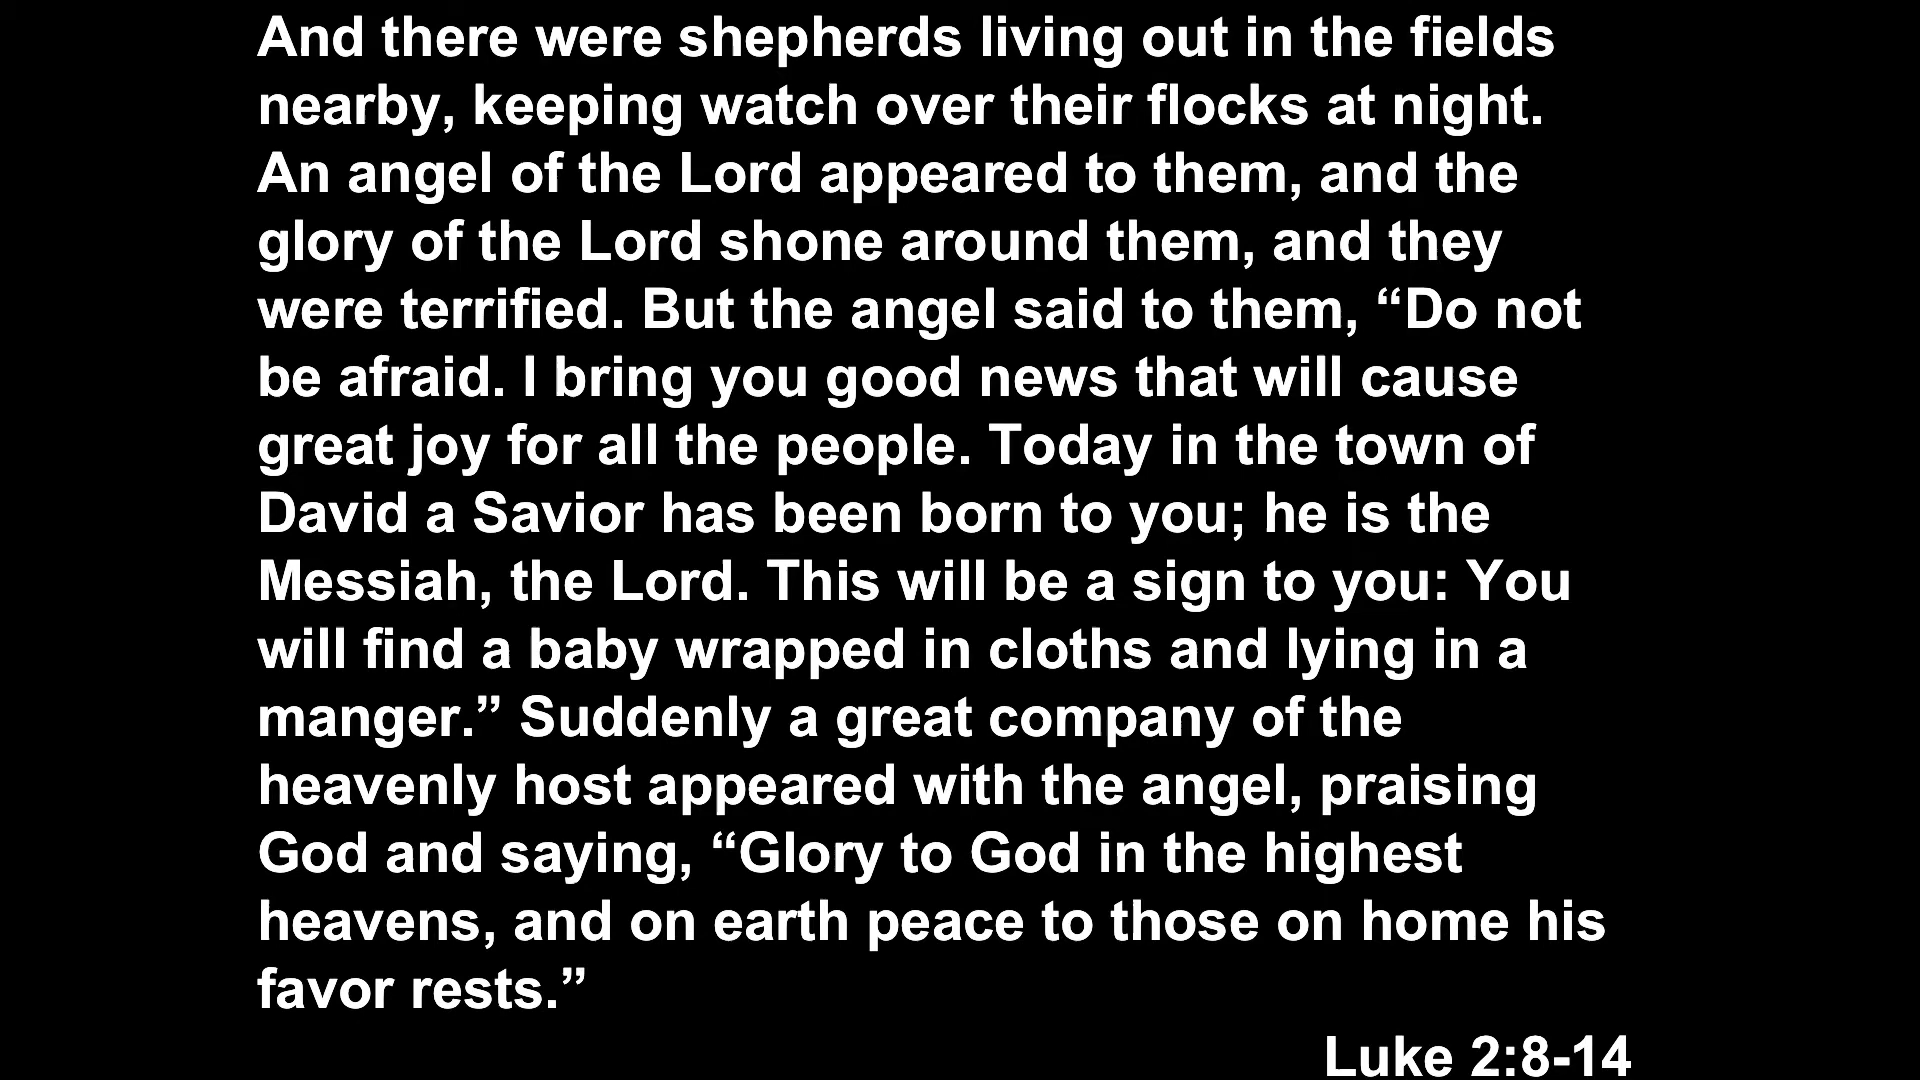 And there were shepherds living out in the fields
nearby, keeping watch over their flocks at night.
An angel of the Lord appeared to them, and the
glory of the Lord shone around them, and they
were terrified. But the angel said to them, “Do not
be afraid. I bring you good news that will cause
great joy for all the people. Today in the town of
David a Savior has been born to you; he is the
Messiah, the Lord. This will be a sign to you: You
will find a baby wrapped in cloths and lying in a
manger.” Suddenly a great company of the
heavenly host appeared with the angel, praising
God and saying, “Glory to God in the highest
heavens, and on earth peace to those on home his
favor rests.”
Luke 2:8-14